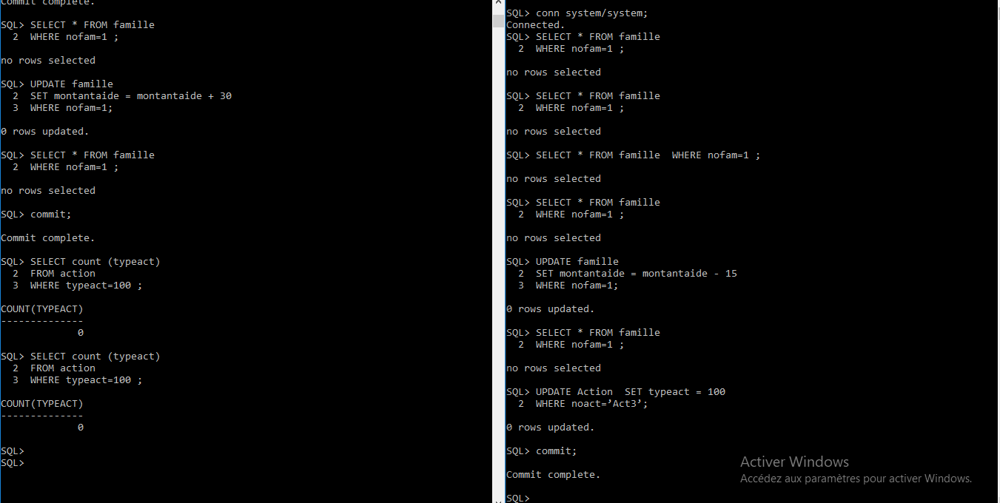 Commit complete.
SQL> SELECT * FROM famille
  2  WHERE nofam=1 ;
no rows selected
SQL> UPDATE famille
  2  SET montantaide = montantaide + 30
  3  WHERE nofam=1;
0 rows updated.
SQL> SELECT * FROM famille
  2  WHERE nofam=1 ;
no rows selected
SQL> commit;
Commit complete.
SQL> SELECT count (typeact)
  2  FROM action
  3  WHERE typeact=100 ;
COUNT(TYPEACT)
--------------
             0
SQL> SELECT count (typeact)
  2  FROM action
  3  WHERE typeact=100 ;
COUNT(TYPEACT)
--------------
             0
SQL>
SQL>
SQL> conn system/system;
Connected.
SQL> SELECT * FROM famille
  2  WHERE nofam=1 ;
no rows selected
SQL> SELECT * FROM famille
  2  WHERE nofam=1 ;
no rows selected
SQL> SELECT * FROM famille  WHERE nofam=1 ;
no rows selected
SQL> SELECT * FROM famille
  2  WHERE nofam=1 ;
no rows selected
SQL> UPDATE famille
  2  SET montantaide = montantaide - 15
  3  WHERE nofam=1;
0 rows updated.
SQL> SELECT * FROM famille
  2  WHERE nofam=1 ;
no rows selected
SQL> UPDATE Action  SET typeact = 100
  2  WHERE noact=’Act3’;
0 rows updated.
SQL> commit;
Commit complete.
SQL>
Activer Windows
Accédez aux paramètres pour activer Windows.